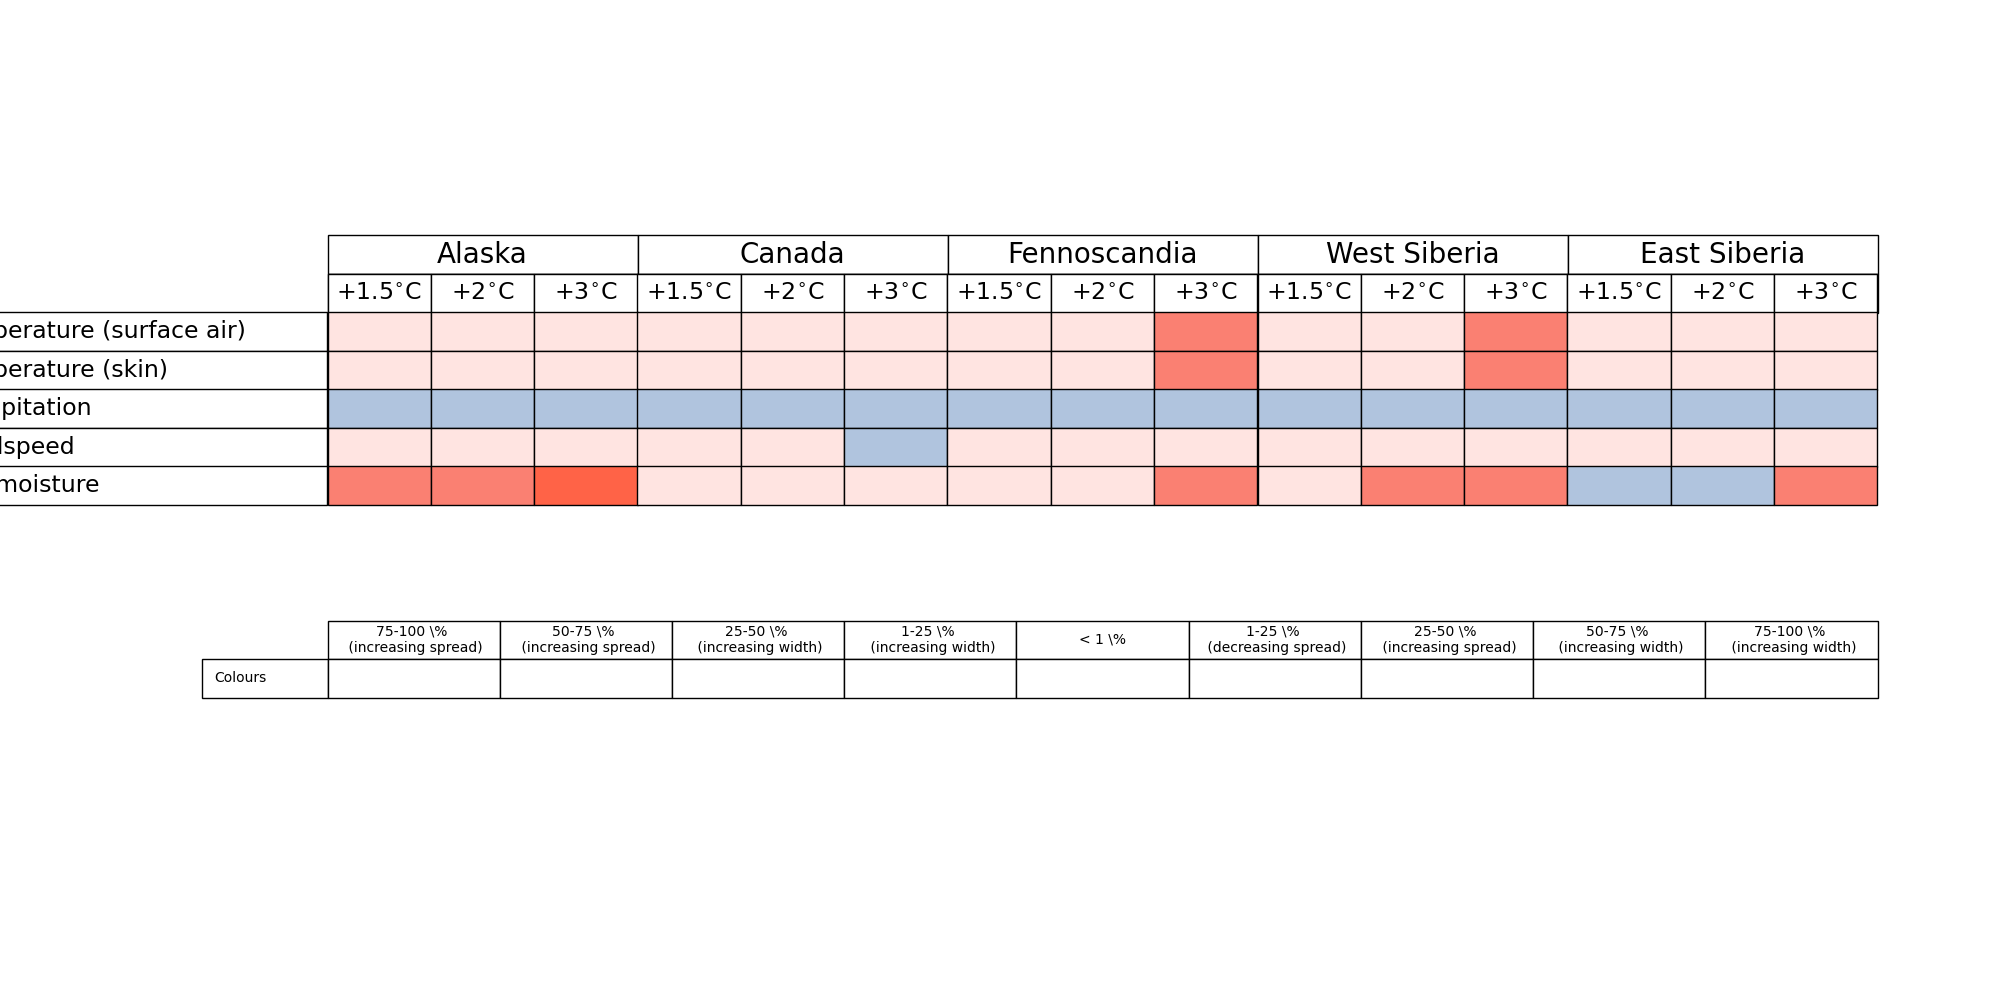 Alaska Canada Fennoscandia West Siberia East Siberia
+1.5°C +2°C +3°C +1.5°C +2°C +3°C +1.5°C +2°C +3°C +1.5°C +2°C +3°C +1.5°C +2°C +3°C
perature (surface air)
perature (skin)
pitation
lspeed
moisture
75-100 \% 50-75 \% 25-50 \% 1-25 \% < 1 \% 1-25 \% 25-50 \% 50-75 \% 75-100 \%
(increasing spread) (increasing spread) (increasing width) (increasing width) (decreasing spread) (increasing spread) (increasing width) (increasing width)
Colours